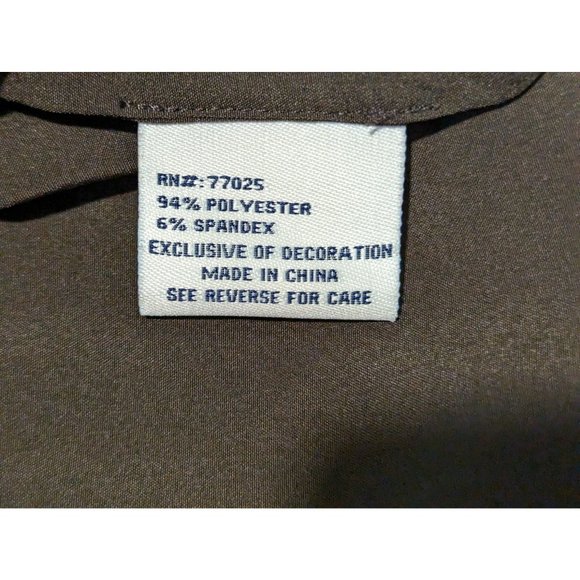 RN#:77025
94% POLYESTER
6% SPANDEX
EXCLUSIVE OF DECORATION
MADE IN CHINA
SEE REVERSE FOR CARE